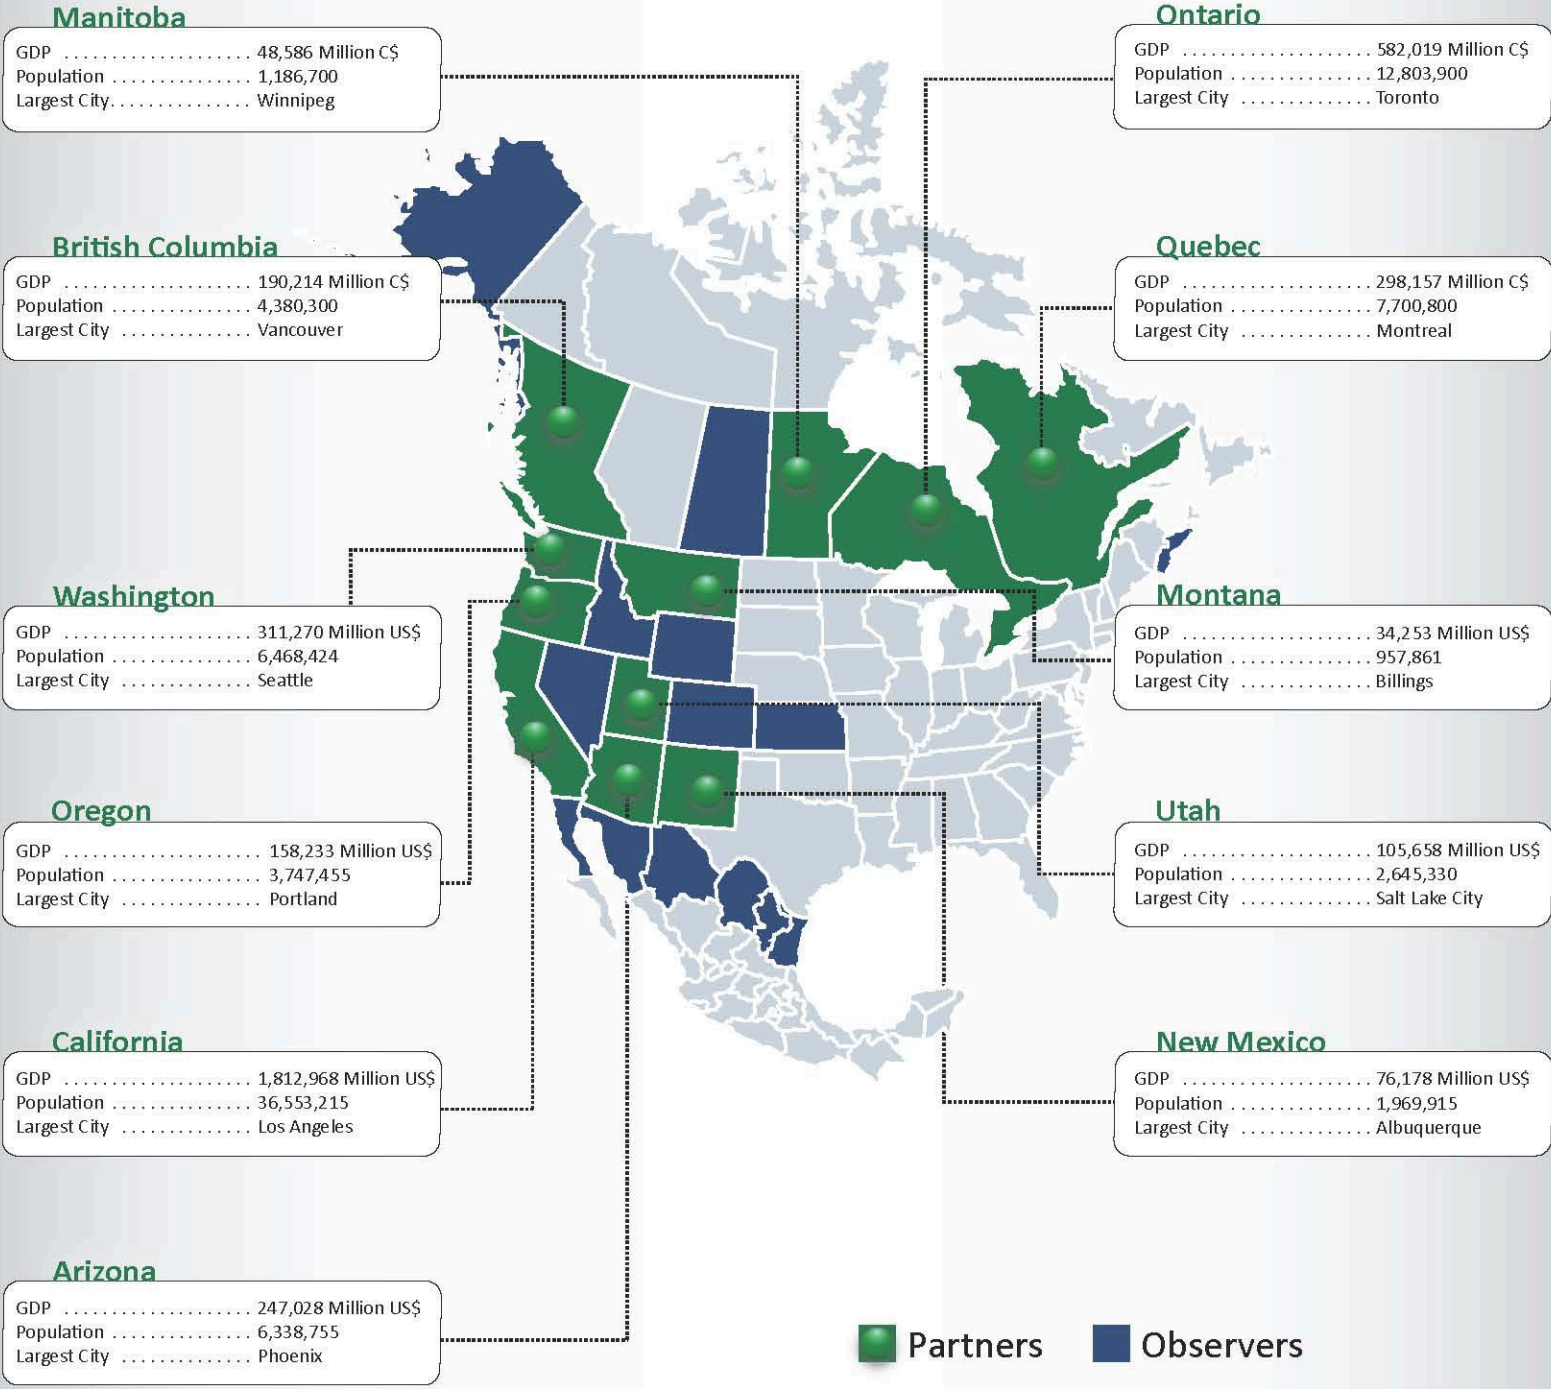 Manitoba
GDP .................... 48,586 Million C$
Population ............... 1,186,700
Largest City............... Winnipeg
British Columbia
GDP .................... 190,214 Million C$
Population ............... 4,380,300
Largest City .............. Vancouver
Washington
GDP .................... 311,270 Million US$
Population ............... 6,468,424
Largest City .............. Seattle
Oregon
GDP ..................... 158,233 Million US$
Population ................ 3,747,455
Largest City ............... Portland
California
GDP .................... 1,812,968 Million US$
Population ............... 36,553,215
Largest City .............. Los Angeles
Arizona
GDP .................... 247,028 Million US$
Population ............... 6,338,755
Largest City .............. Phoenix
Ontario
GDP .................... 582,019 Million C$
Population ............... 12,803,900
Largest City .............. Toronto
Quebec
GDP .................... 298,157 Million C$
Population ............... 7,700,800
Largest City .............. Montreal
Montana
GDP .................... 34,253 Million US$
Population ............... 957,861
Largest City .............. Billings
Utah
GDP .................... 105,658 Million US$
Population ............... 2,645,330
Largest City .............. Salt Lake City
New Mexico
GDP .................... 76,178 Million US$
Population ............... 1,969,915
Largest City .............. Albuquerque
Partners
Observers